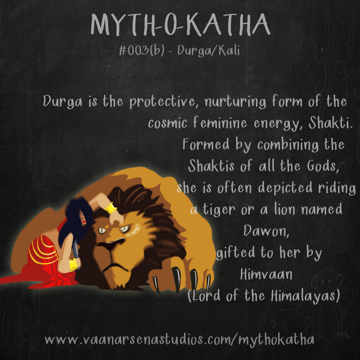 MYTH-O-KATHA
#003(b) - Durga/Kali
Durga is the protective, nurturing form of the
cosmic feminine energy, Shakti.
Formed by combining the
Shaktis of all the Gods,
she is often depicted riding
a tiger or a lion named
Dawon,
gifted to her by
Himvaan
(Lord of the Himalayas)
www.vaanarsenastudios.com/mythokatha